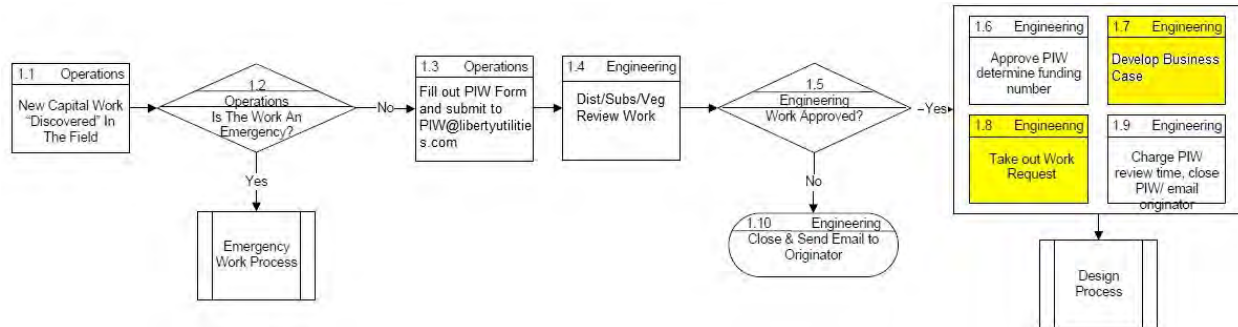 1.1 Operations
New Capital Work
“Discovered” In
The Field
1.2
Operations
Is The Work An
Emergency?
No
Yes
Emergency
Work Process
1.3 Operations
Fill out PIW Form
and submit to
PIW@libertyutiliti
es.com
1.4 Engineering
Dist/Subs/Veg
Review Work
1.5
Engineering
Work Approved?
Yes
No
1.10 Engineering
Close & Send Email to
Originator
1.6 Engineering
Approve PIW
determine funding
number
1.7 Engineering
Develop Business
Case
1.8 Engineering
Take out Work
Request
1.9 Engineering
Charge PIW
review time, close
PIW/ email
originator
Design
Process